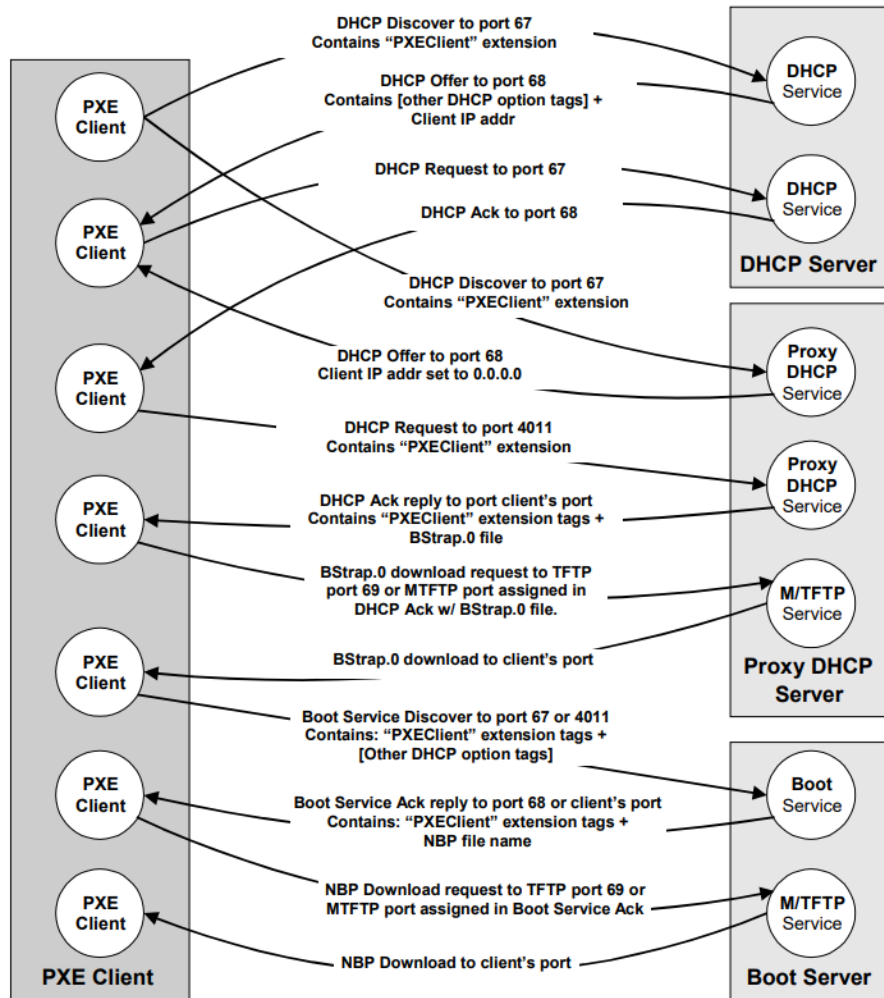 DHCP Discover to port 67
Contains “PXEClient” extension
DHCP
Service
PXE
Client
DHCP Offer to port 68
Contains [other DHCP option tags] +
Client IP addr
DHCP Request to port 67
DHCP
Service
PXE
Client
DHCP Ack to port 68
DHCP Server
DHCP Discover to port 67
Contains “PXEClient” extension
Proxy
DHCP
Service
DHCP Offer to port 68
Client IP addr set to 0.0.0.0
PXE
Client
DHCP Request to port 4011
Contains “PXEClient” extension
Proxy
DHCP
Service
PXE
Client
DHCP Ack reply to port client’s port
Contains “PXEClient” extension tags +
BStrap.0 file
BStrap.0 download request to TFTP
port 69 or MTFTP port assigned in
DHCP Ack w/ BStrap.0 file.
M/TFTP
Service
BStrap.0 download to client’s port
PXE
Client
Proxy DHCP
Server
Boot Service Discover to port 67 or 4011
Contains: “PXEClient” extension tags +
[Other DHCP option tags]
Boot
Service
PXE
Client
Boot Service Ack reply to port 68 or client’s port
Contains: “PXEClient” extension tags +
NBP file name
NBP Download request to TFTP port 69 or
MTFTP port assigned in Boot Service Ack
M/TFTP
Service
PXE
Client
NBP Download to client’s port
PXE Client
Boot Server